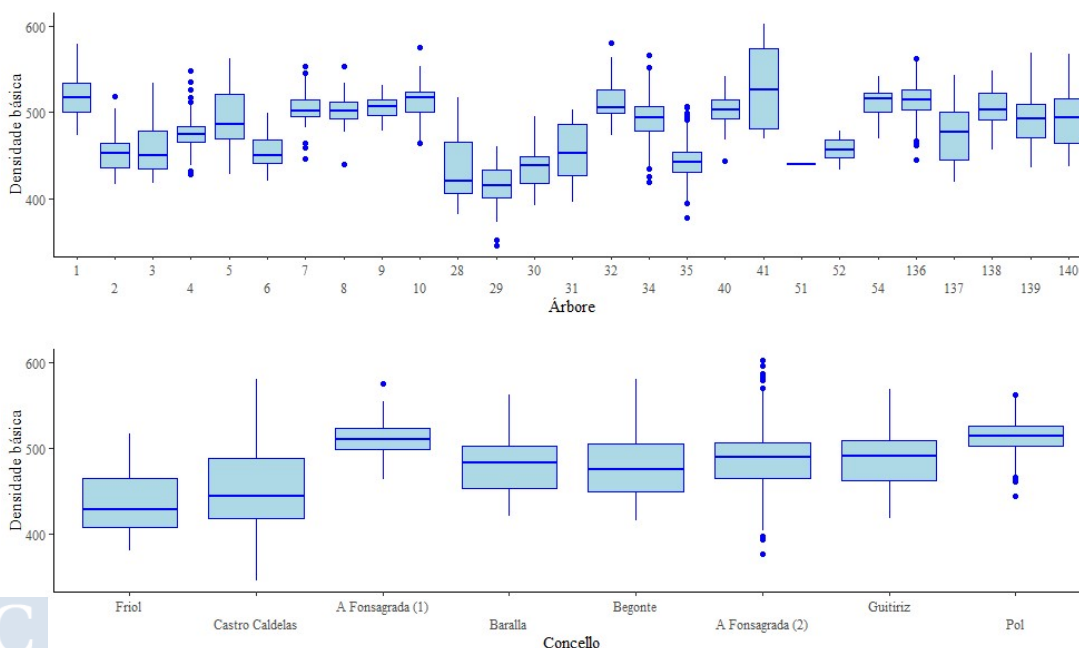 600
500
400
Densidade básica
1 3 5 7 9 28 30 32 35 41 52 136 138 140
2 4 6 8 10 29 31 34 40 51 54 137 139
Árbore
600
500
400
Densidade básica
Friol A Fonsagrada (1) Begonte Guitiriz
Castro Caldelas Baralla A Fonsagrada (2) Pol
Concello
C